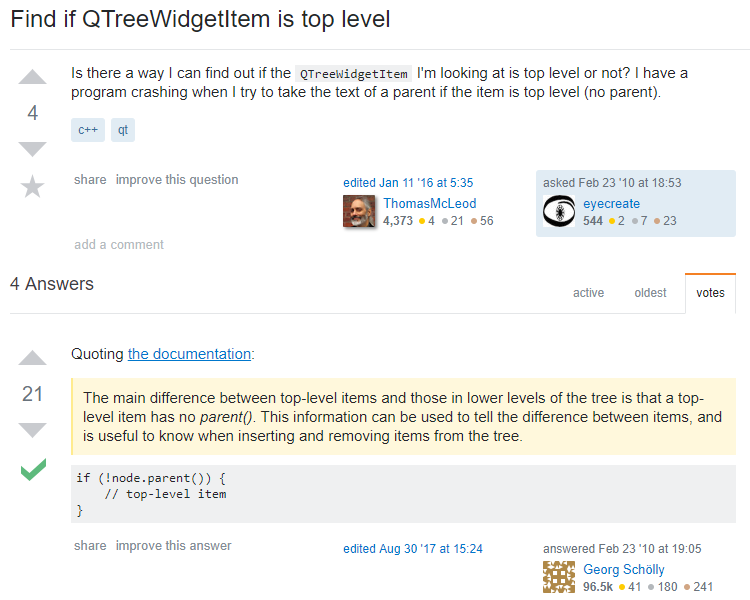 Find if QTreeWidgetItem is top level
Is there a way I can find out if the QTreeWidgetItem I'm looking at is top level or not? I have a
program crashing when I try to take the text of a parent if the item is top level (no parent).
4
c++ qt
share improve this question
edited Jan 11 '16 at 5:35
ThomasMcLeod
4,373 4 21 56
asked Feb 23 '10 at 18:53
eyecreate
544 2 7 23
add a comment
4 Answers
active oldest votes
Quoting the documentation:
21
The main difference between top-level items and those in lower levels of the tree is that a top-
level item has no parent(). This information can be used to tell the difference between items, and
is useful to know when inserting and removing items from the tree.
if (!node.parent()) {
    // top-level item
}
share improve this answer
edited Aug 30 '17 at 15:24
answered Feb 23 '10 at 19:05
Georg Schölly
96.5k 41 180 241